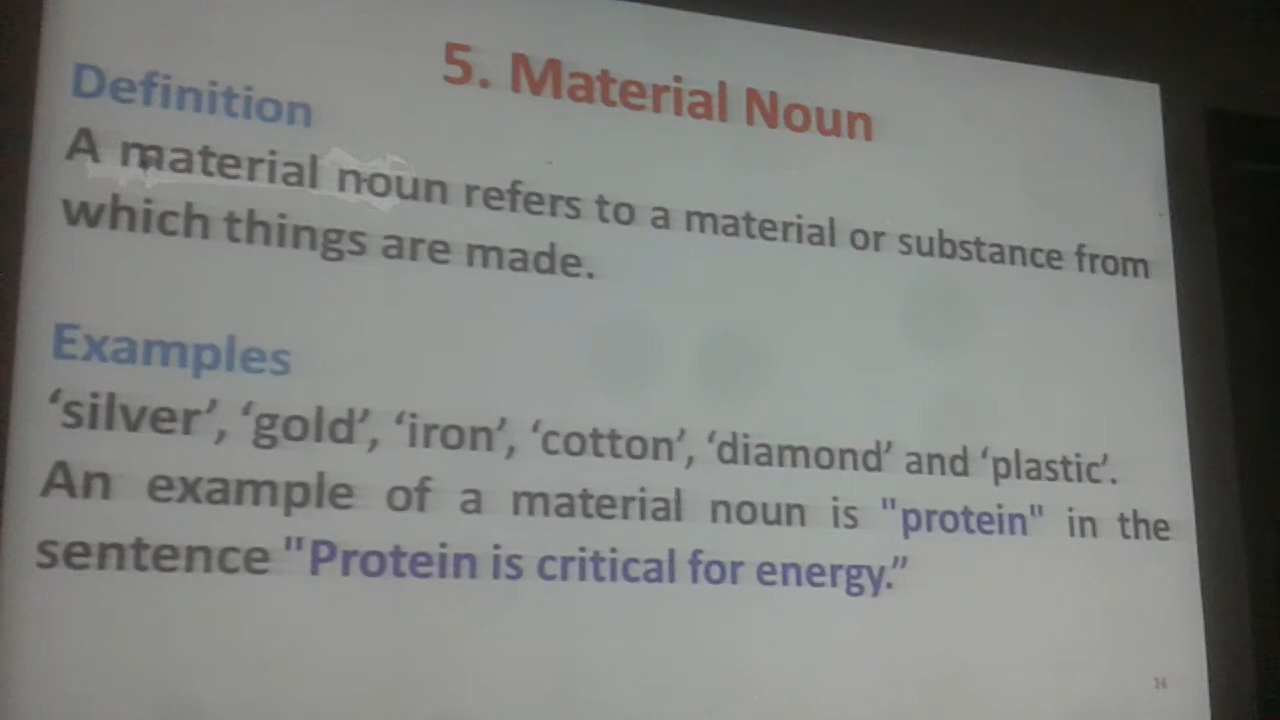 5. Material Noun
Definition
A material noun refers to a material or substance from
which things are made.
Examples
‘silver’, ‘gold’, ‘iron’, ‘cotton’, ‘diamond’ and ‘plastic’.
An example of a material noun is "protein" in the
sentence "Protein is critical for energy.”